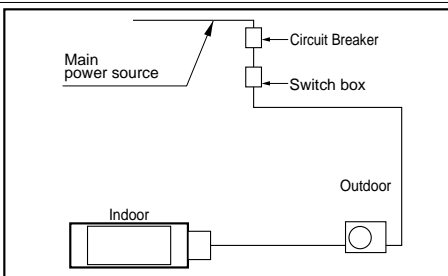 Main
power source
Circuit Breaker
Switch box
Outdoor
Indoor